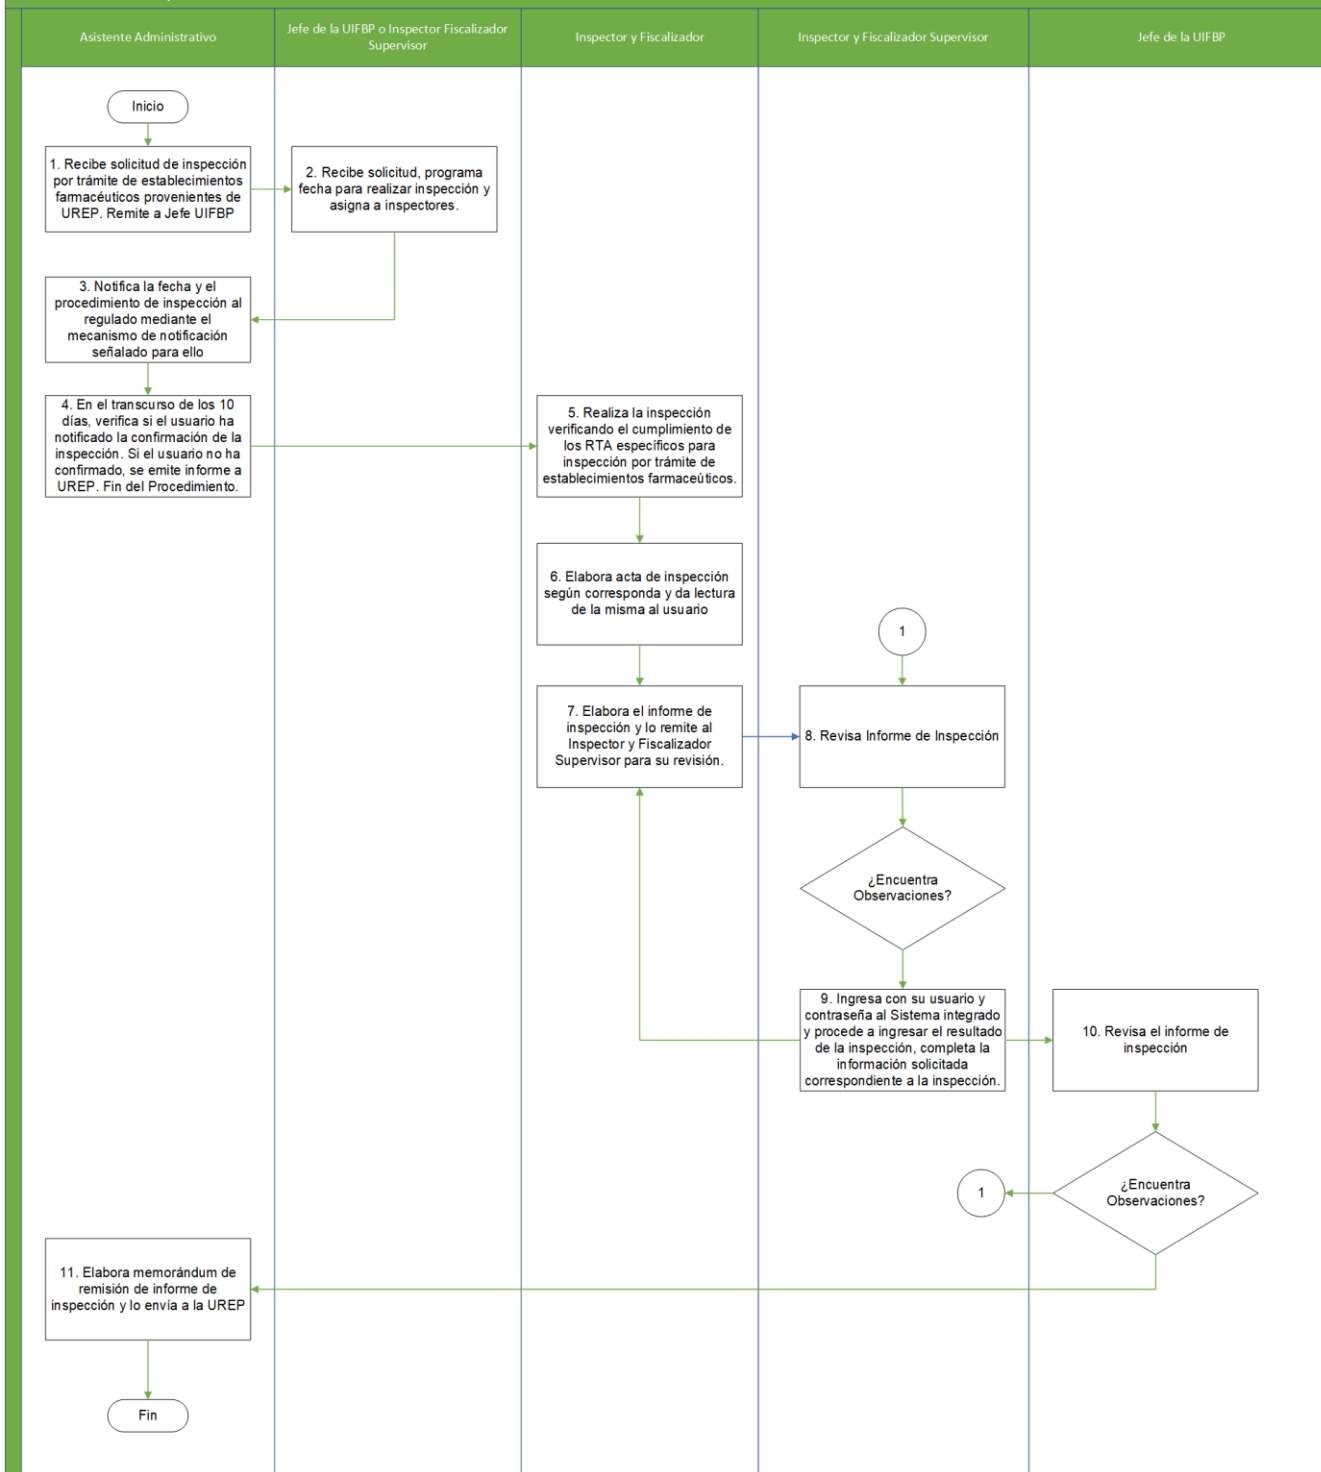 Asistente Administrativo
Jefe de la UIFBP o Inspector Fiscalizador
Supervisor
Inspector y Fiscalizador
Inspector y Fiscalizador Supervisor
Jefe de la UIFBP
Inicio
1. Recibe solicitud de inspección
por trámite de establecimientos
farmacéuticos provenientes de
UREP. Remite a Jefe UIFBP
2. Recibe solicitud, programa
fecha para realizar inspección y
asigna a inspectores.
3. Notifica la fecha y el
procedimiento de inspección al
regulado mediante el
mecanismo de notificación
señalado para ello
4. En el transcurso de los 10
días, verifica si el usuario ha
notificado la confirmación de la
inspección. Si el usuario no ha
confirmado, se emite informe a
UREP. Fin del Procedimiento.
5. Realiza la inspección
verificando el cumplimiento de
los RTA específicos para
inspección por trámite de
establecimientos farmaceúticos.
6. Elabora acta de inspección
según corresponda y da lectura
de la misma al usuario
1
7. Elabora el informe de
inspección y lo remite al
Inspector y Fiscalizador
Supervisor para su revisión.
8. Revisa Informe de Inspección
¿Encuentra
Observaciones?
9. Ingresa con su usuario y
contraseña al Sistema integrado
y procede a ingresar el resultado
de la inspección, completa la
información solicitada
correspondiente a la inspección.
10. Revisa el informe de
inspección
¿Encuentra
Observaciones?
1
11. Elabora memorándum de
remisión de informe de
inspección y lo envía a la UREP
Fin